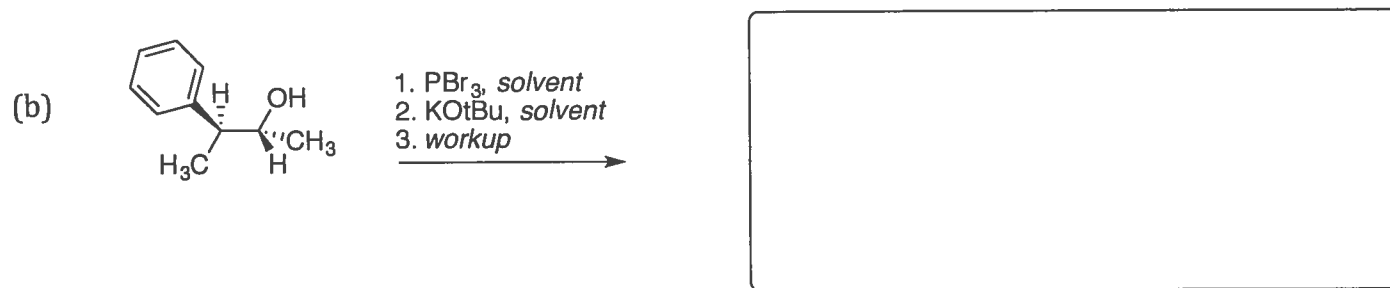 (b)
H
OH
CH3
H3C
H
1. PBr3, solvent
2. KOtBu, solvent
3. workup